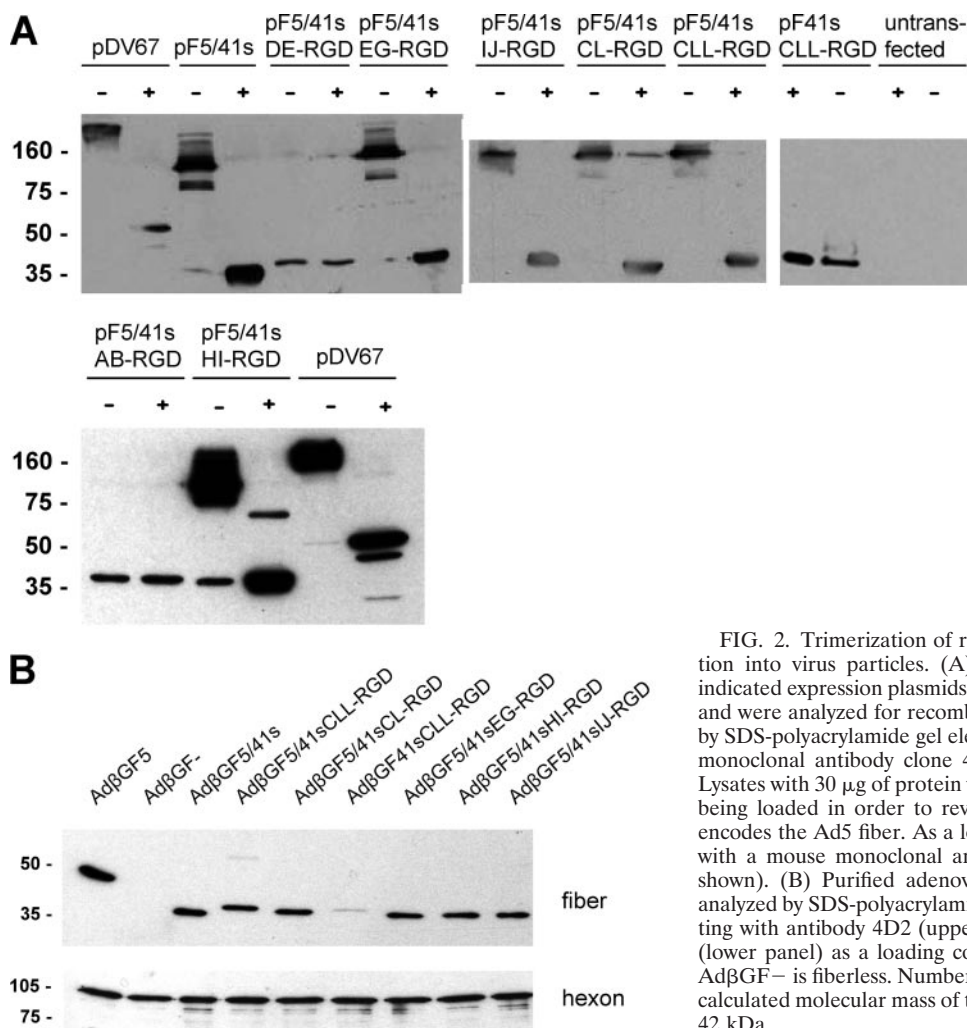 A
pDV67 pF5/41s pF5/41s DE-RGD pF5/41s EG-RGD pF5/41s IJ-RGD pF5/41s CL-RGD pF5/41s CLL-RGD pF41s CLL-RGD untrans-fected
- + - + - + - + - + - + - + + - + -
160 -
75 -
50 -
35 -
pF5/41s AB-RGD pF5/41s HI-RGD pDV67
- + - + - +
160 -
75 -
50 -
35 -
B
AdβGF5 AdβGF- AdβGF5/41s AdβGF5/41sCLL-RGD AdβGF5/41sCL-RGD AdβGF41sCLL-RGD AdβGF5/41sEG-RGD AdβGF5/41sHI-RGD AdβGF5/41sIJ-RGD
50 -
35 -
fiber
105 -
75 -
hexon
FIG. 2. Trimerization of r
tion into virus particles. (A)
indicated expression plasmids
and were analyzed for recomb
by SDS-polyacrylamide gel ele
monoclonal antibody clone 4
Lysates with 30 μg of protein
being loaded in order to rev
encodes the Ad5 fiber. As a lo
with a mouse monoclonal an
shown). (B) Purified adenov
analyzed by SDS-polyacrylami
ting with antibody 4D2 (uppe
(lower panel) as a loading co
AdβGF− is fiberless. Number
calculated molecular mass of t
42 kDa